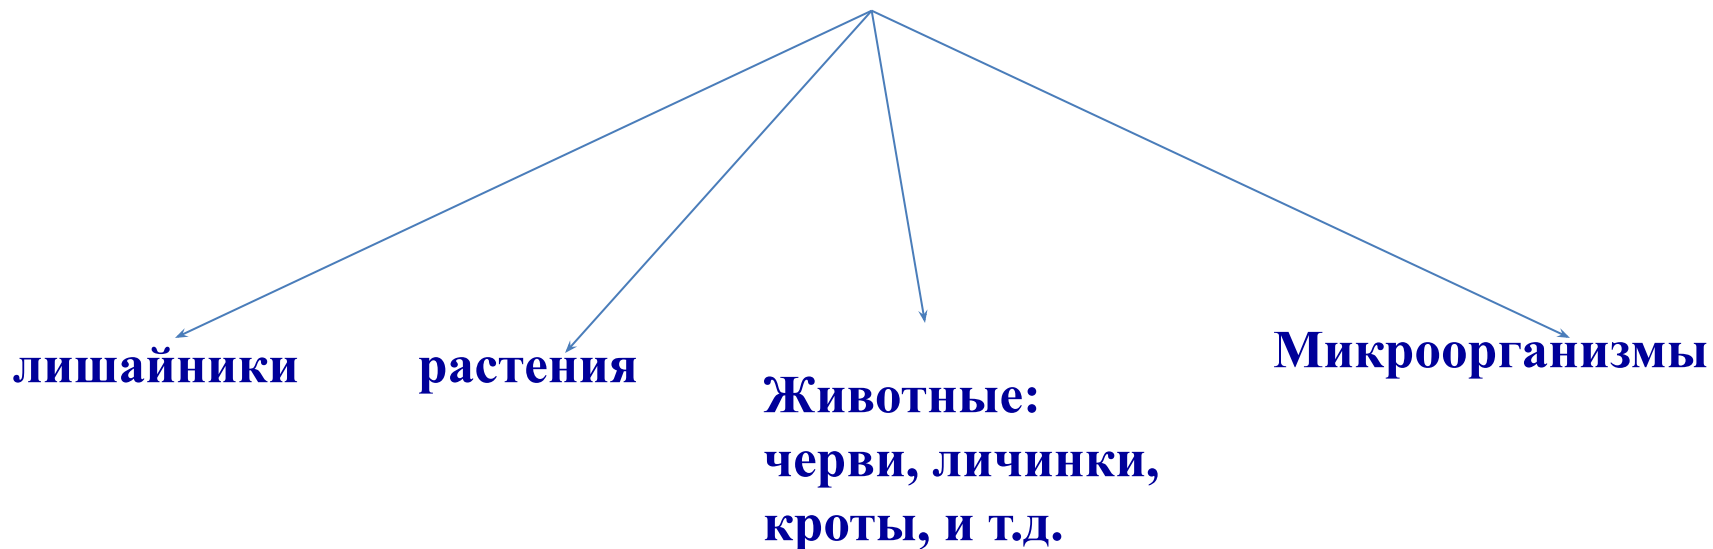 лишайники
растения
Животные:
черви, личинки,
кроты, и т.д.
Микроорганизмы